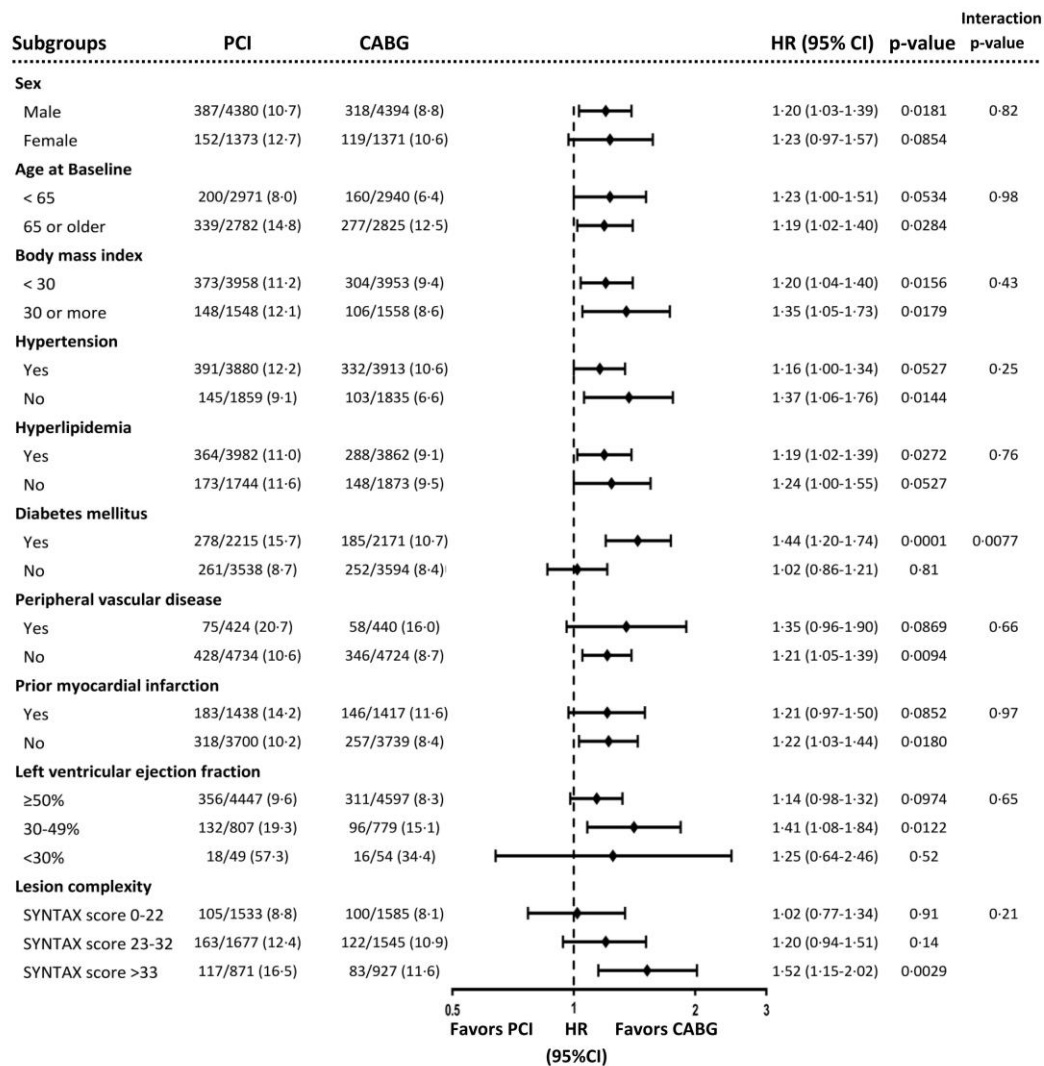 Interaction
Subgroups PCI CABG HR (95% CI) p-value p-value
Sex
Male 387/4380 (10·7) 318/4394 (8·8) 1·20 (1·03-1·39) 0·0181 0·82
Female 152/1373 (12·7) 119/1371 (10·6) 1·23 (0·97-1·57) 0·0854
Age at Baseline
< 65 200/2971 (8·0) 160/2940 (6·4) 1·23 (1·00-1·51) 0·0534 0·98
65 or older 339/2782 (14·8) 277/2825 (12·5) 1·19 (1·02-1·40) 0·0284
Body mass index
< 30 373/3958 (11·2) 304/3953 (9·4) 1·20 (1·04-1·40) 0·0156 0·43
30 or more 148/1548 (12·1) 106/1558 (8·6) 1·35 (1·05-1·73) 0·0179
Hypertension
Yes 391/3880 (12·2) 332/3913 (10·6) 1·16 (1·00-1·34) 0·0527 0·25
No 145/1859 (9·1) 103/1835 (6·6) 1·37 (1·06-1·76) 0·0144
Hyperlipidemia
Yes 364/3982 (11·0) 288/3862 (9·1) 1·19 (1·02-1·39) 0·0272 0·76
No 173/1744 (11·6) 148/1873 (9·5) 1·24 (1·00-1·55) 0·0527
Diabetes mellitus
Yes 278/2215 (15·7) 185/2171 (10·7) 1·44 (1·20-1·74) 0·0001 0·0077
No 261/3538 (8·7) 252/3594 (8·4) 1·02 (0·86-1·21) 0·81
Peripheral vascular disease
Yes 75/424 (20·7) 58/440 (16·0) 1·35 (0·96-1·90) 0·0869 0·66
No 428/4734 (10·6) 346/4724 (8·7) 1·21 (1·05-1·39) 0·0094
Prior myocardial infarction
Yes 183/1438 (14·2) 146/1417 (11·6) 1·21 (0·97-1·50) 0·0852 0·97
No 318/3700 (10·2) 257/3739 (8·4) 1·22 (1·03-1·44) 0·0180
Left ventricular ejection fraction
≥50% 356/4447 (9·6) 311/4597 (8·3) 1·14 (0·98-1·32) 0·0974 0·65
30-49% 132/807 (19·3) 96/779 (15·1) 1·41 (1·08-1·84) 0·0122
<30% 18/49 (57·3) 16/54 (34·4) 1·25 (0·64-2·46) 0·52
Lesion complexity
SYNTAX score 0-22 105/1533 (8·8) 100/1585 (8·1) 1·02 (0·77-1·34) 0·91 0·21
SYNTAX score 23-32 163/1677 (12·4) 122/1545 (10·9) 1·20 (0·94-1·51) 0·14
SYNTAX score >33 117/871 (16·5) 83/927 (11·6) 1·52 (1·15-2·02) 0·0029
0.5 1 2 3
Favors PCI HR Favors CABG
(95%CI)